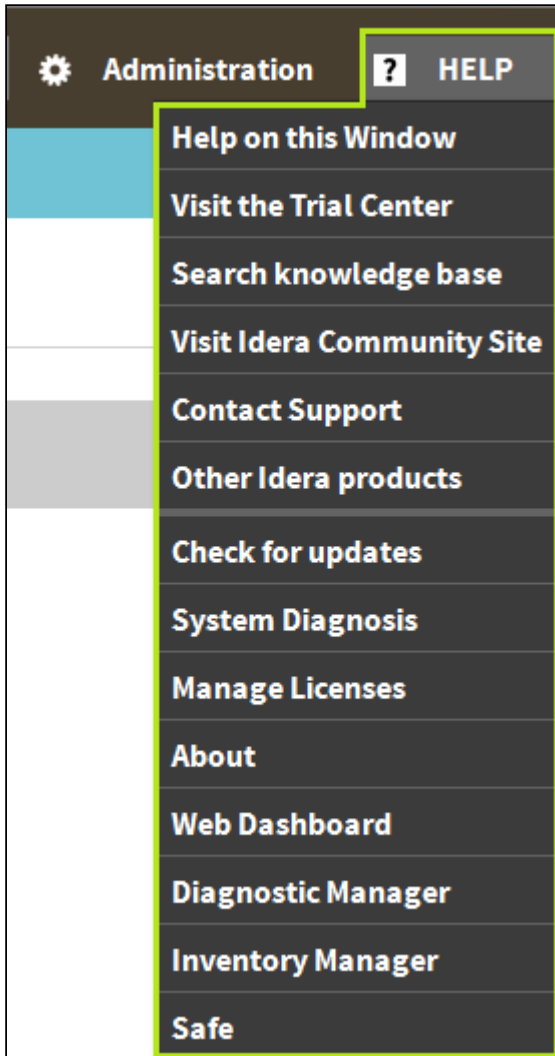 Administration ? HELP
Help on this Window
Visit the Trial Center
Search knowledge base
Visit Idera Community Site
Contact Support
Other Idera products
Check for updates
System Diagnosis
Manage Licenses
About
Web Dashboard
Diagnostic Manager
Inventory Manager
Safe